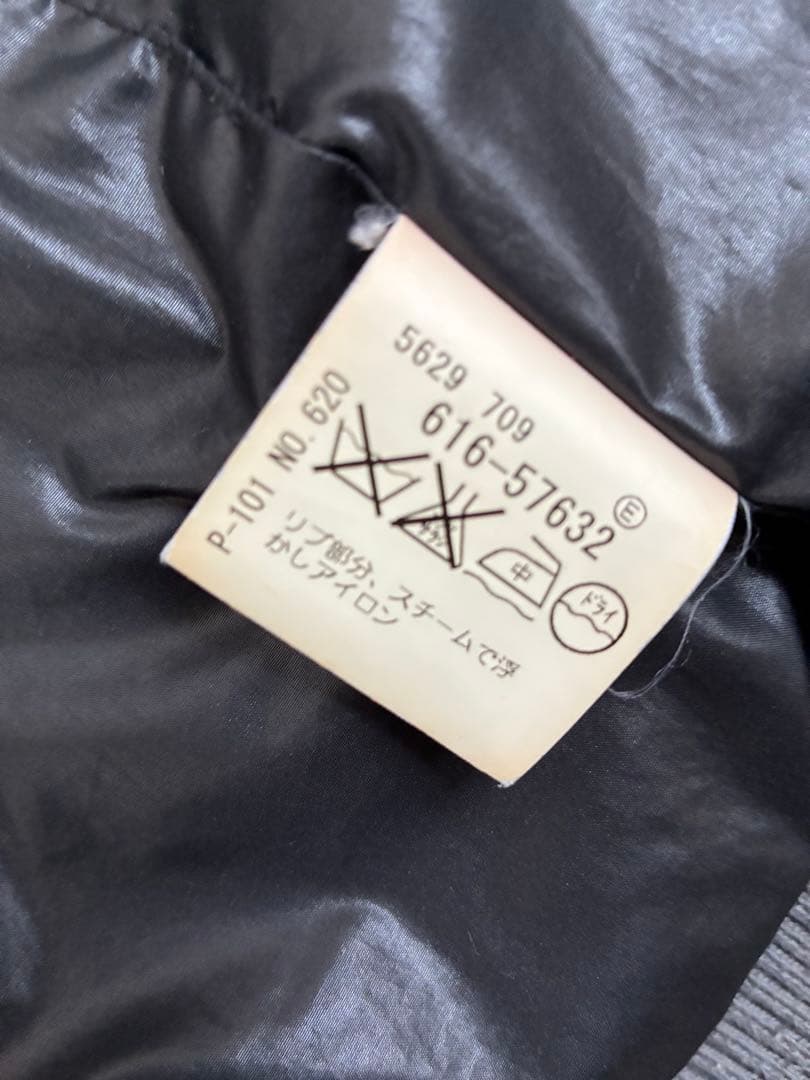 5629 709
616-57632
Ⓔ
P-101 NO.620
中
ドライ
リブ部分、スチームで浮
かしアイロン